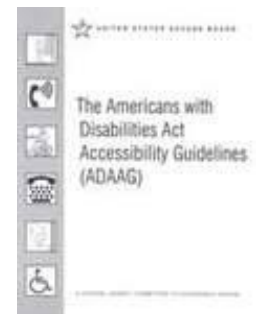 UNITED STATES ACCESS BOARD
The Americans with
Disabilities Act
Accessibility Guidelines
(ADAAG)